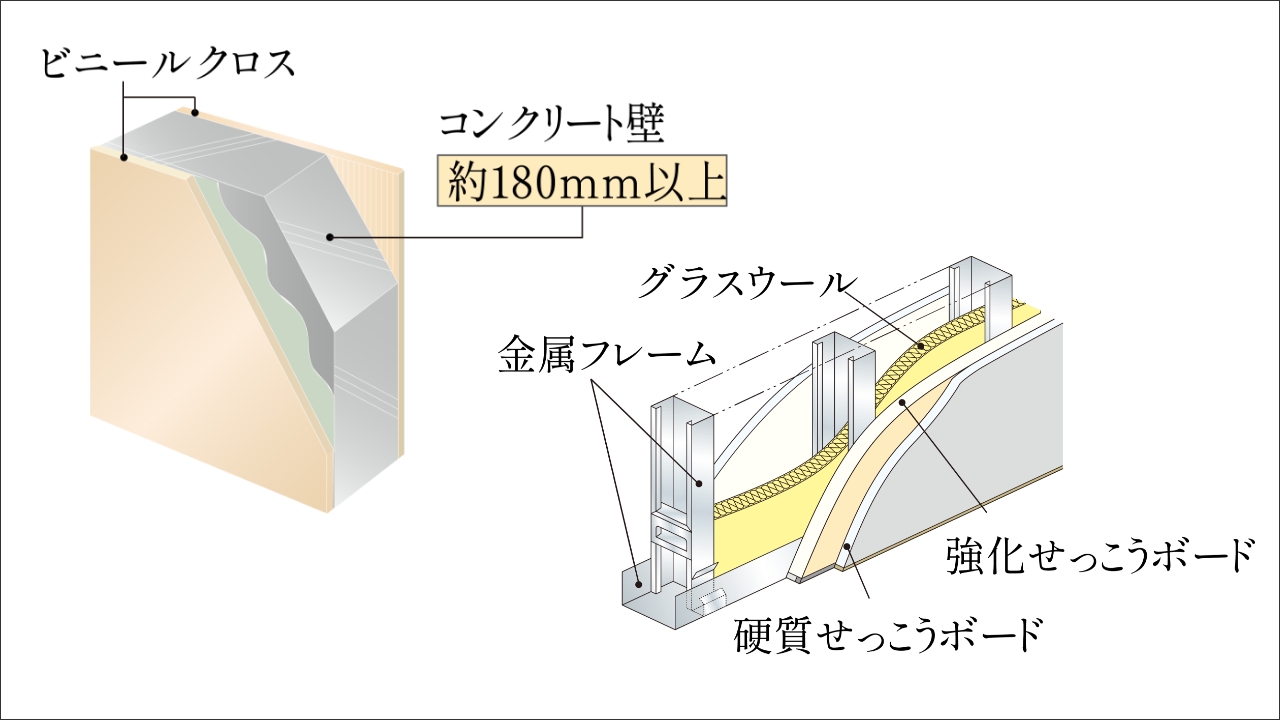 ビニールクロス
コンクリート壁
約180mm以上
グラスウール
金属フレーム
強化せっこうボード
硬質せっこうボード